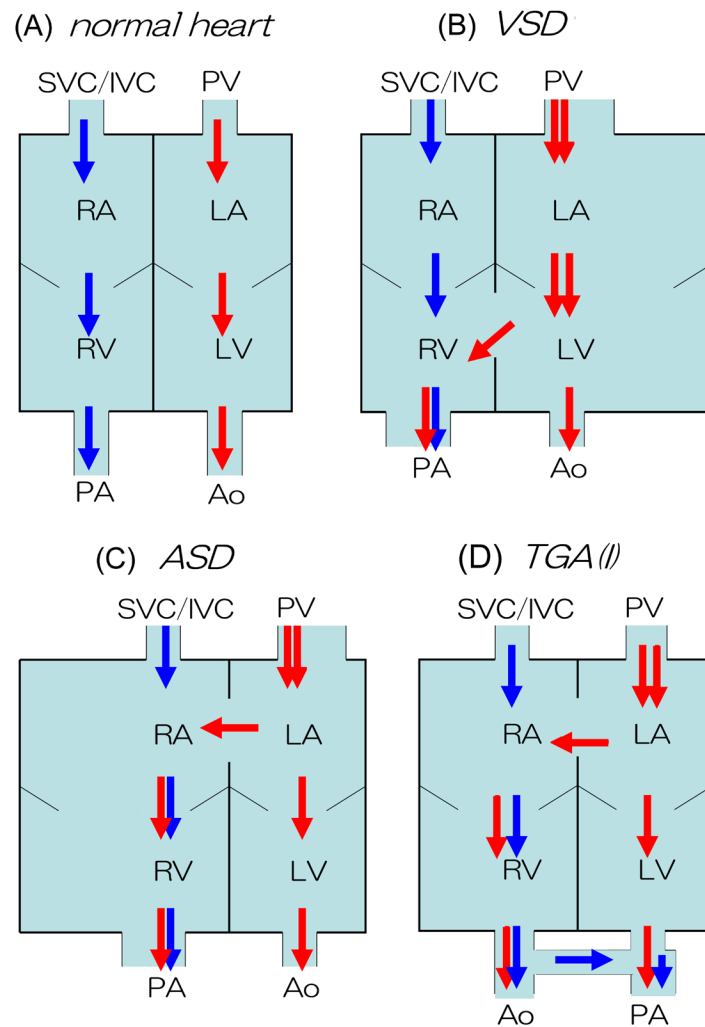 (A) normal heart
SVC/IVC PV
RA LA
RV LV
PA Ao
(B) VSD
SVC/IVC PV
RA LA
RV LV
PA Ao
(C) ASD
SVC/IVC PV
RA LA
RV LV
PA Ao
(D) TGA(I)
SVC/IVC PV
RA LA
RV LV
Ao PA